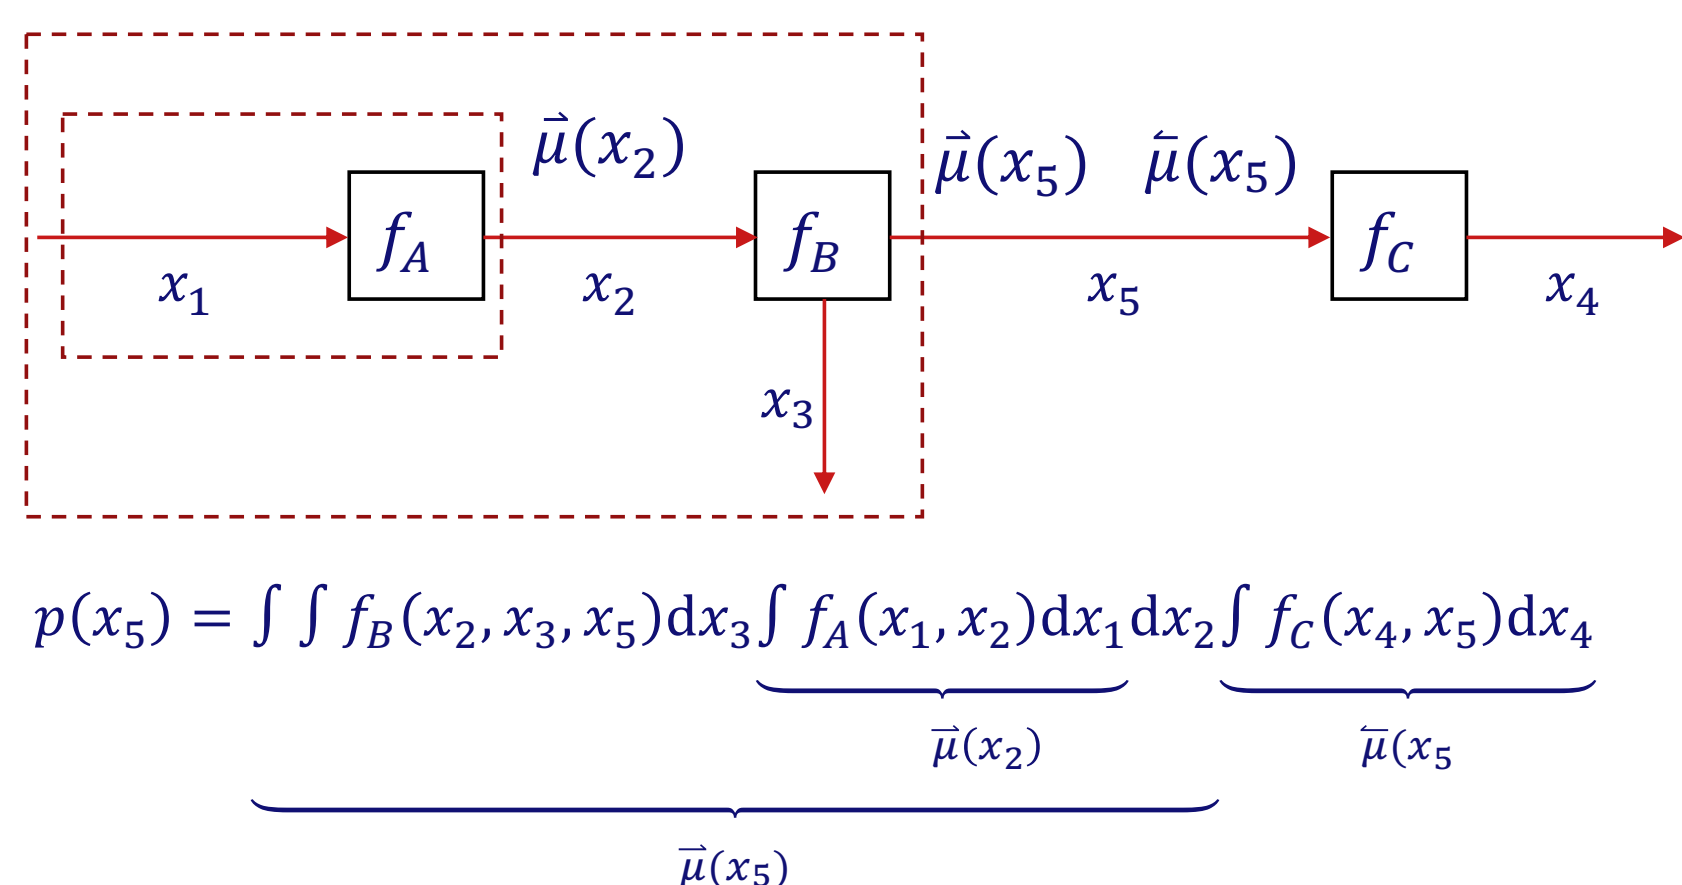 μ⃗(x₂)
μ⃗(x₅) μ⃖(x₅)
f_A f_B f_C
x₁ x₂ x₅ x₄
x₃
p(x₅) = ∫ ∫ f_B(x₂, x₃, x₅)dx₃∫ f_A(x₁, x₂)dx₁dx₂∫ f_C(x₄, x₅)dx₄
μ⃗(x₂) μ⃖(x₅
μ⃗(x₅)